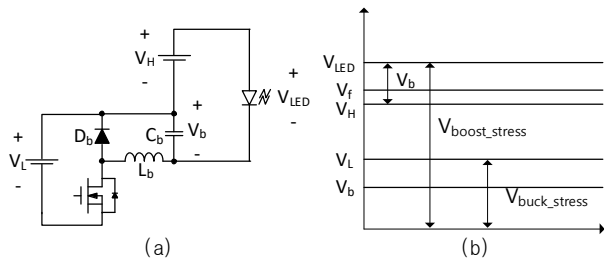 +
V_H
-
+
V_LED
-
+
V_L
-
D_b
C_b
+
V_b
-
L_b
(a)
V_LED
V_f
V_H
V_L
V_b
V_b
V_boost_stress
V_buck_stress
(b)